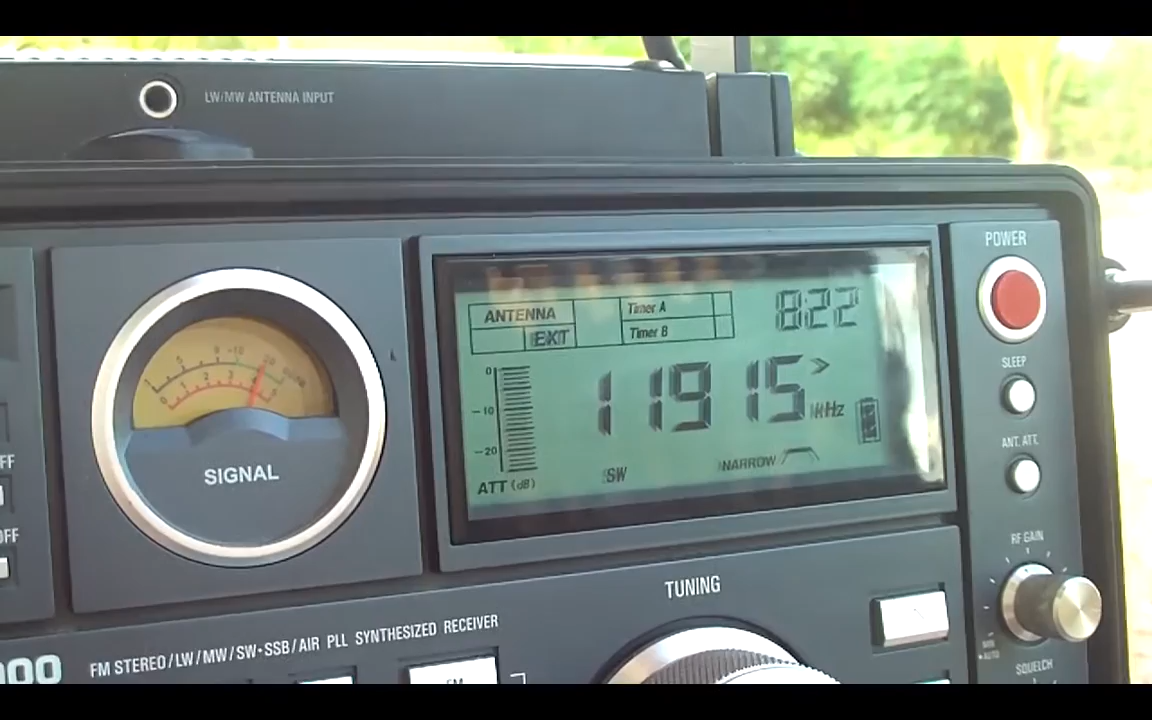 LW/MW ANTENNA INPUT
POWER
ANTENNA
EXT
Timer A
Timer B
8:22
SLEEP
0
-10
-20
11915 kHz
ATT (dB)
SW
NARROW
ANT. ATT.
SIGNAL
OFF
RF GAIN
TUNING
FM STEREO/LW/MW/SW·SSB/AIR PLL SYNTHESIZED RECEIVER
SQUELCH